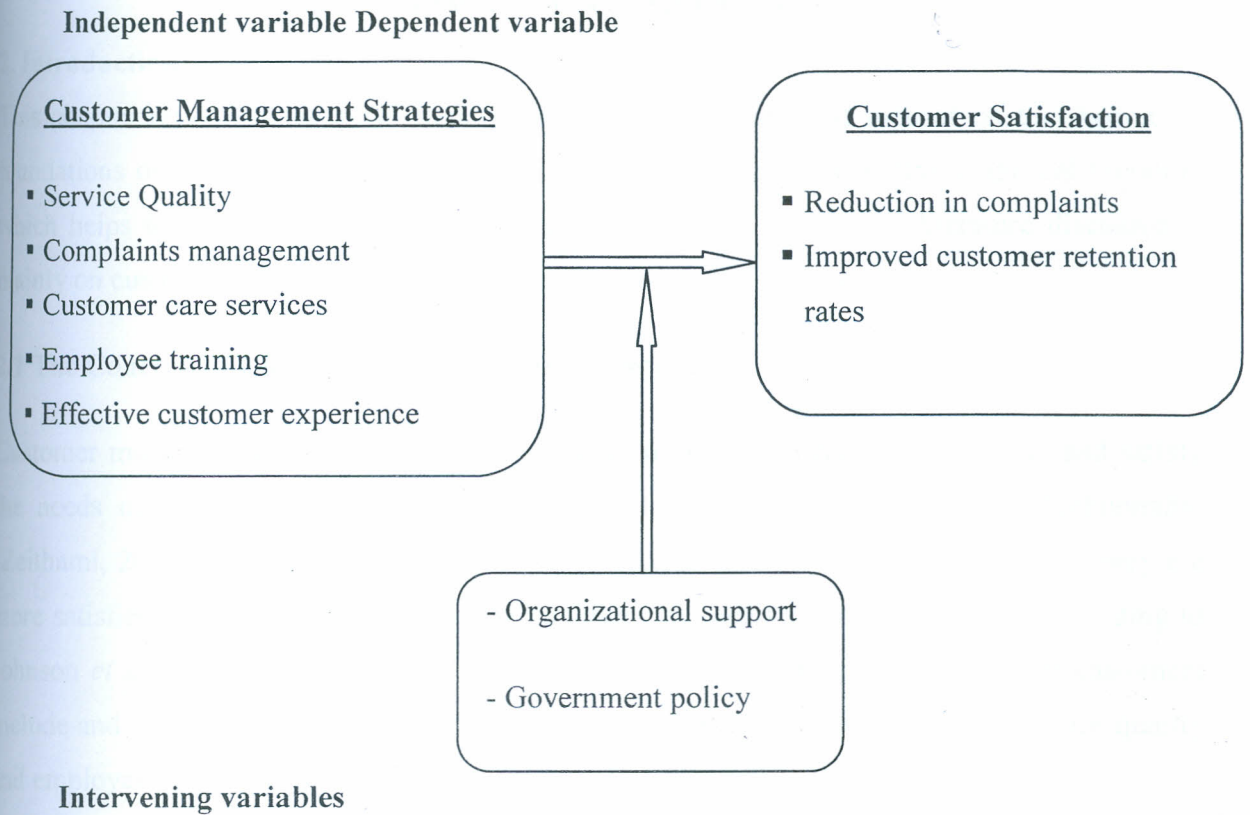 Independent variable Dependent variable
Customer Management Strategies
▪ Service Quality
▪ Complaints management
▪ Customer care services
▪ Employee training
▪ Effective customer experience
Customer Satisfaction
▪ Reduction in complaints
▪ Improved customer retention
rates
- Organizational support
- Government policy
Intervening variables